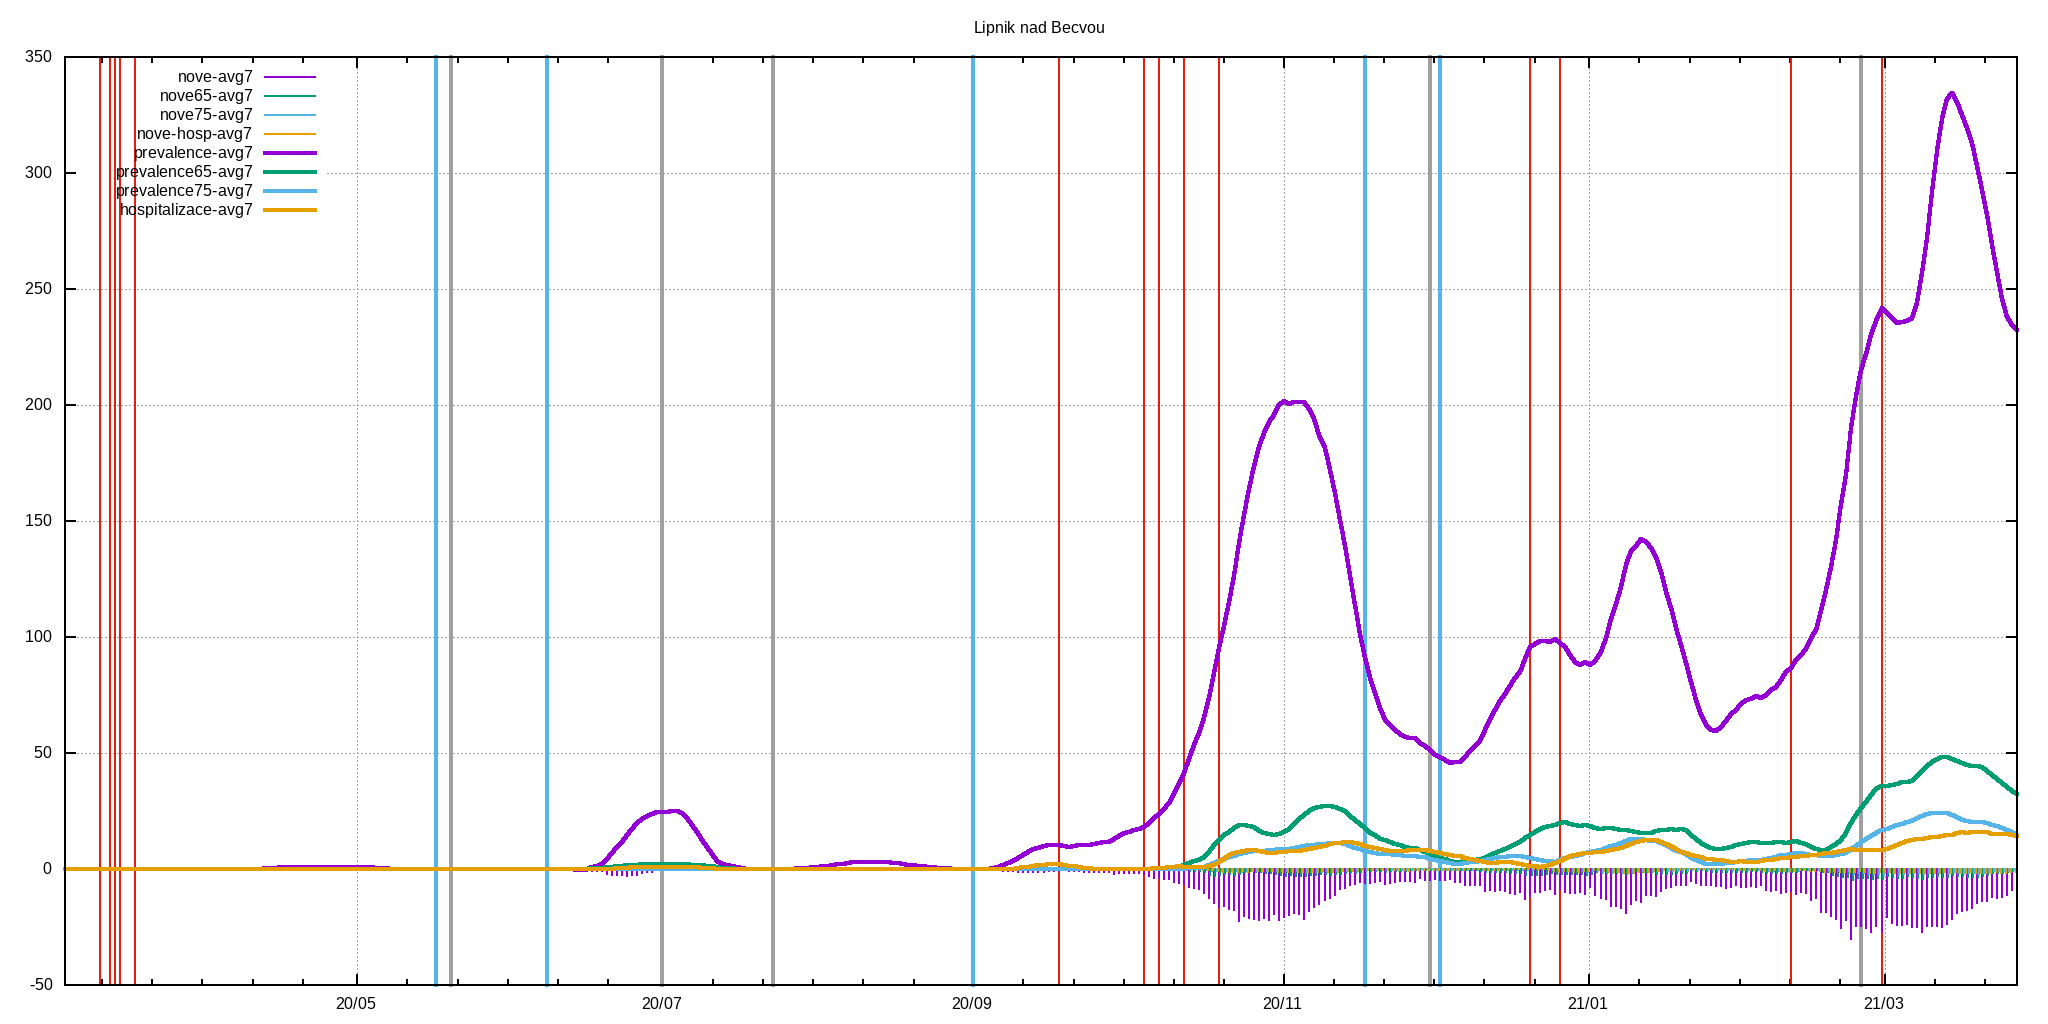 Lipnik nad Becvou
350
300
250
200
150
100
50
0
-50
nove-avg7
nove65-avg7
nove75-avg7
nove-hosp-avg7
prevalence-avg7
prevalence65-avg7
prevalence75-avg7
hospitalizace-avg7
20/05
20/07
20/09
20/11
21/01
21/03